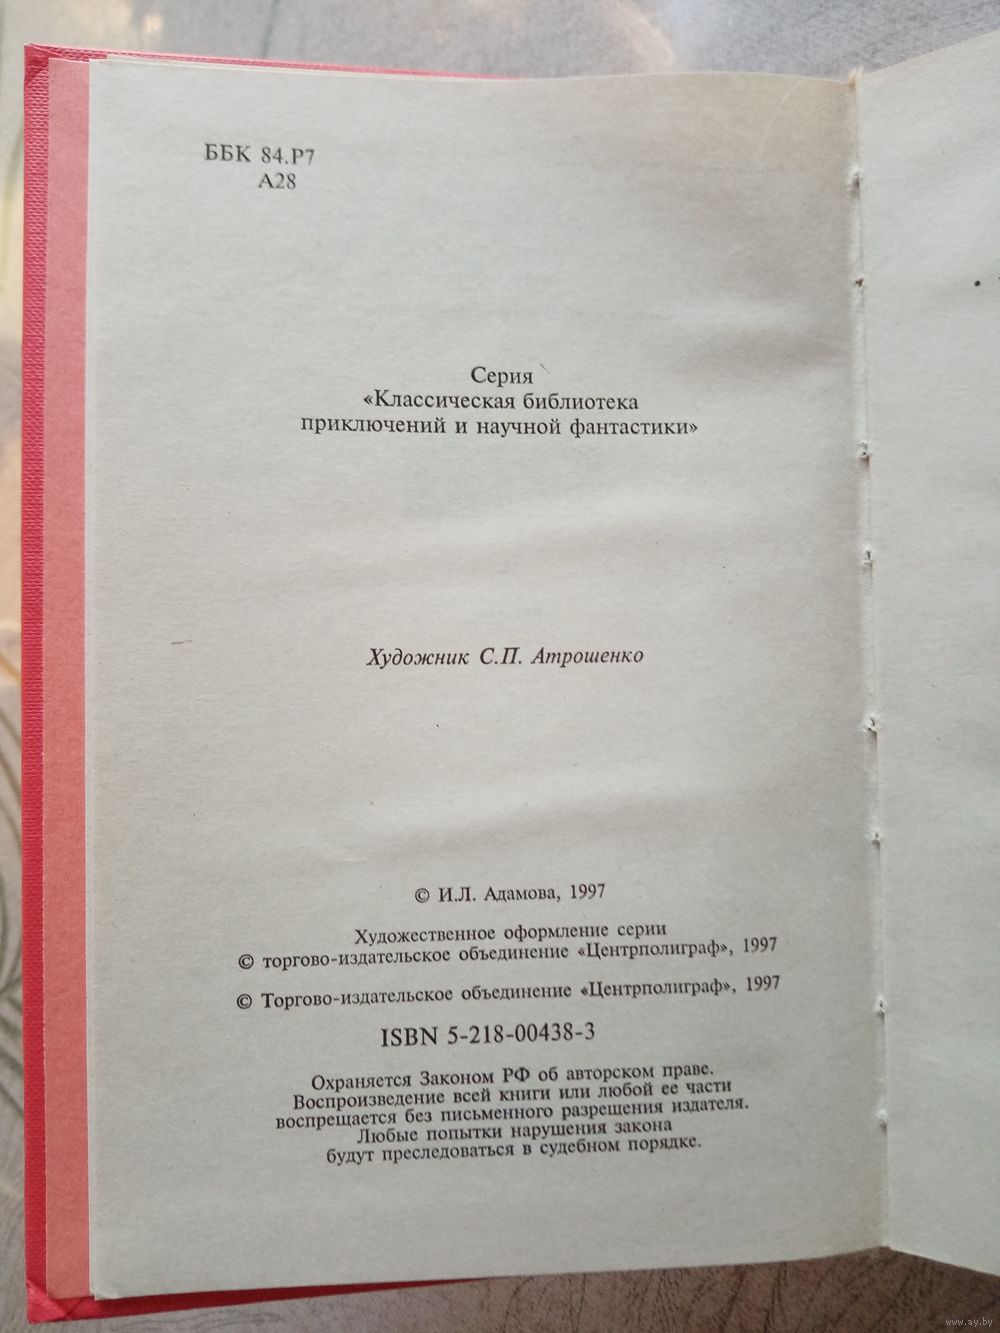 ББК 84.Р7
А28
Серия
«Классическая библиотека
приключений и научной фантастики»
Художник С.П. Атрошенко
© И.Л. Адамова, 1997
Художественное оформление серии
© торгово-издательское объединение «Центрполиграф», 1997
© Торгово-издательское объединение «Центрполиграф», 1997
ISBN 5-218-00438-3
Охраняется Законом РФ об авторском праве.
Воспроизведение всей книги или любой ее части
воспрещается без письменного разрешения издателя.
Любые попытки нарушения закона
будут преследоваться в судебном порядке.
www.ay.by